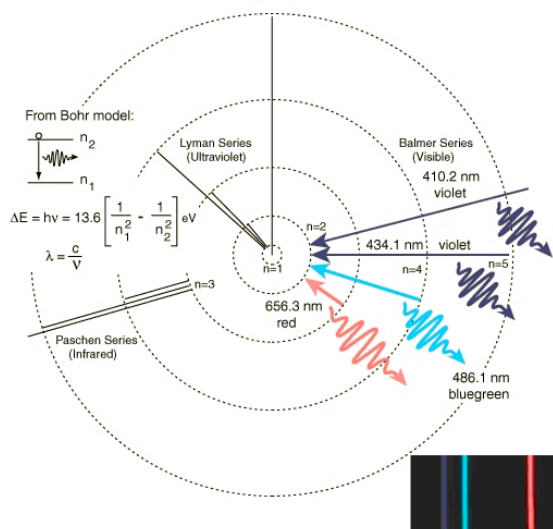 From Bohr model:
n2
n1
ΔE = hν = 13.6 [ 1/n1² - 1/n2² ] eV
λ = c/ν
Lyman Series
(Ultraviolet)
Balmer Series
(Visible)
410.2 nm
violet
n=2
434.1 nm violet
n=1
n=4
n=5
n=3
656.3 nm
red
Paschen Series
(Infrared)
486.1 nm
bluegreen